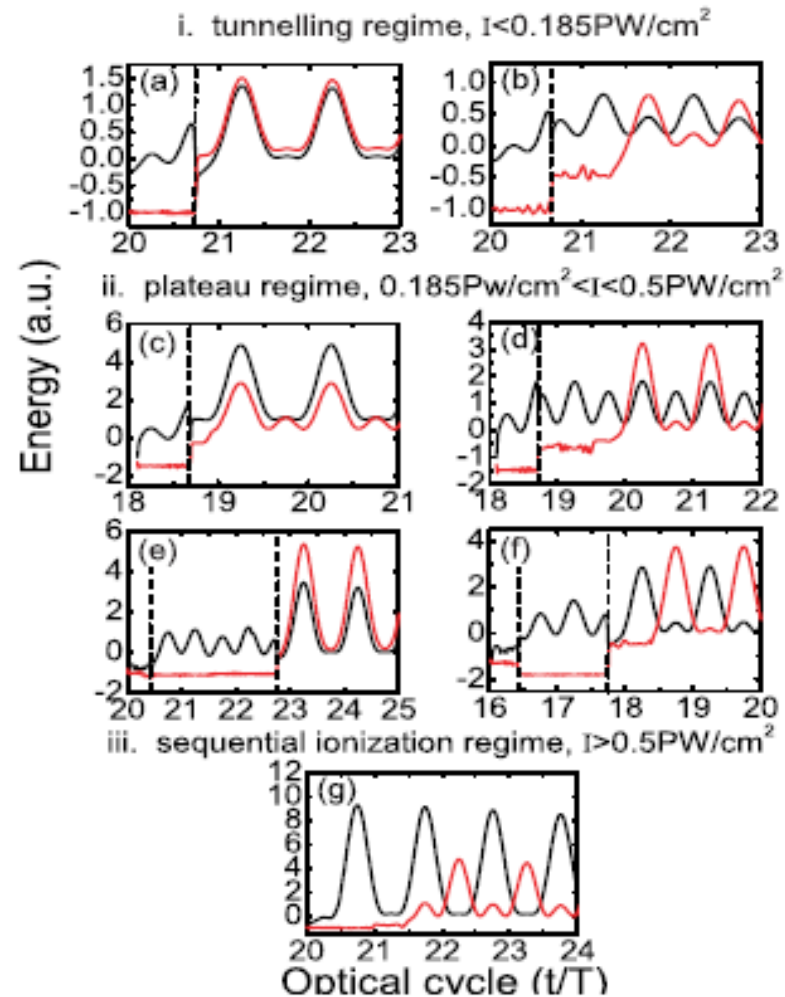 i. tunnelling regime, I<0.185PW/cm²
(a) (b)
1.5 1.0 0.5 0.0 -0.5 -1.0
1.0 0.5 0.0 -0.5 -1.0
20 21 22 23
20 21 22 23
ii. plateau regime, 0.185Pw/cm²<I<0.5PW/cm²
Energy (a.u.)
(c) (d)
6 4 2 0 -2
4 3 2 1 0 -1 -2
18 19 20 21
18 19 20 21 22
(e) (f)
6 4 2 0 -2
4 2 0 -2
20 21 22 23 24 25
16 17 18 19 20
iii. sequential ionization regime, I>0.5PW/cm²
(g)
12 10 8 6 4 2 0
20 21 22 23 24
Optical cycle (t/T)